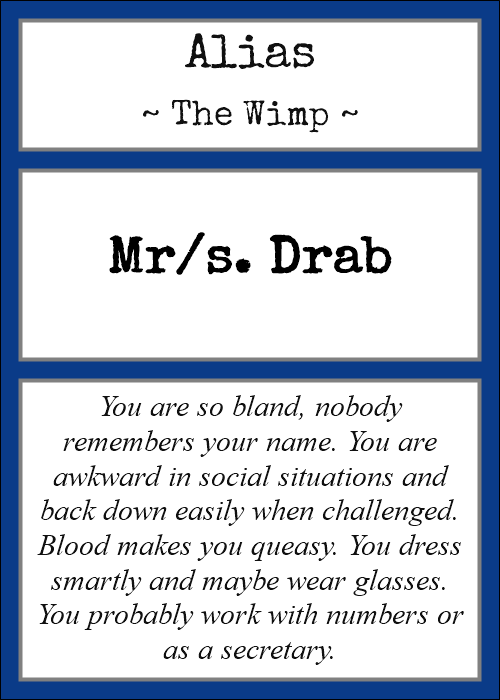 Alias
~ The Wimp ~
Mr/s. Drab
You are so bland, nobody
remembers your name. You are
awkward in social situations and
back down easily when challenged.
Blood makes you queasy. You dress
smartly and maybe wear glasses.
You probably work with numbers or
as a secretary.